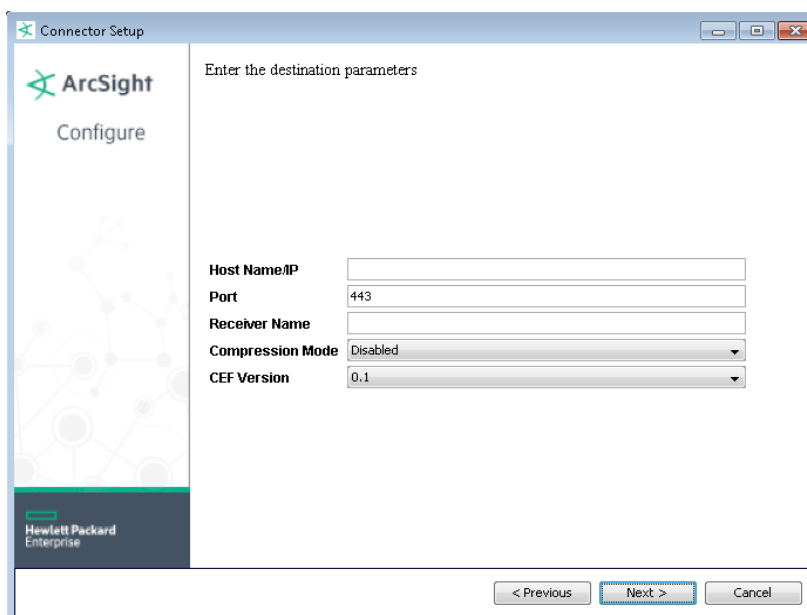 Connector Setup
ArcSight
Configure
Enter the destination parameters
Host Name/IP
Port 443
Receiver Name
Compression Mode Disabled
CEF Version 0.1
Hewlett Packard
Enterprise
< Previous Next > Cancel